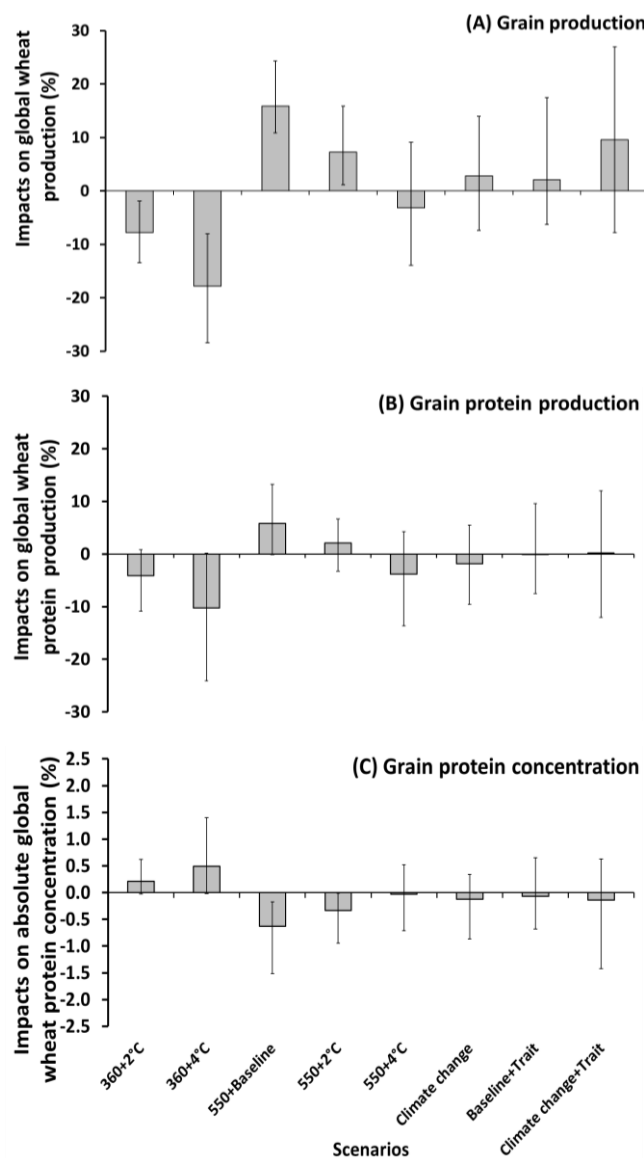 (A) Grain production
Impacts on global wheat
production (%)
30
20
10
0
-10
-20
-30
(B) Grain protein production
Impacts on global wheat
protein production (%)
30
20
10
0
-10
-20
-30
(C) Grain protein concentration
Impacts on absolute global
wheat protein concentration (%)
2.5
2.0
1.5
1.0
0.5
0.0
-0.5
-1.0
-1.5
-2.0
-2.5
360+2°C
360+4°C
550+Baseline
550+2°C
550+4°C
Climate change
Baseline+Trait
Climate change+Trait
Scenarios